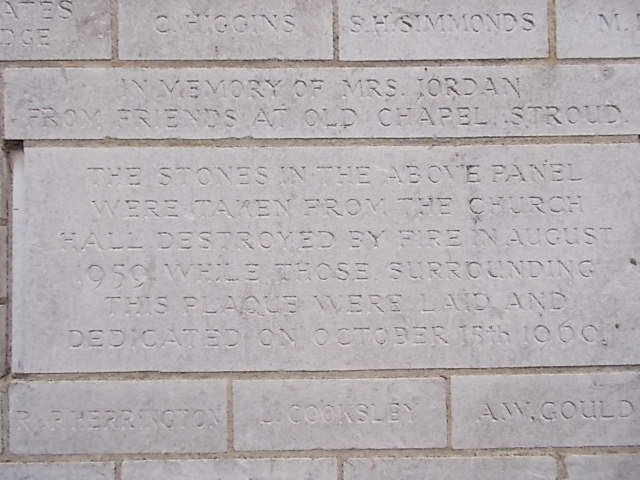 ATES
DGE
C. HIGGINS
S.H. SIMMONDS
M.
IN MEMORY OF MRS. JORDAN
FROM FRIENDS AT OLD CHAPEL STROUD.
THE STONES IN THE ABOVE PANEL
WERE TAKEN FROM THE CHURCH
HALL DESTROYED BY FIRE IN AUGUST
1959 WHILE THOSE SURROUNDING
THIS PLAQUE WERE LAID AND
DEDICATED ON OCTOBER 15th 1960.
R.P. HERRINGTON
L. COOKSLEY
A.W. GOULD